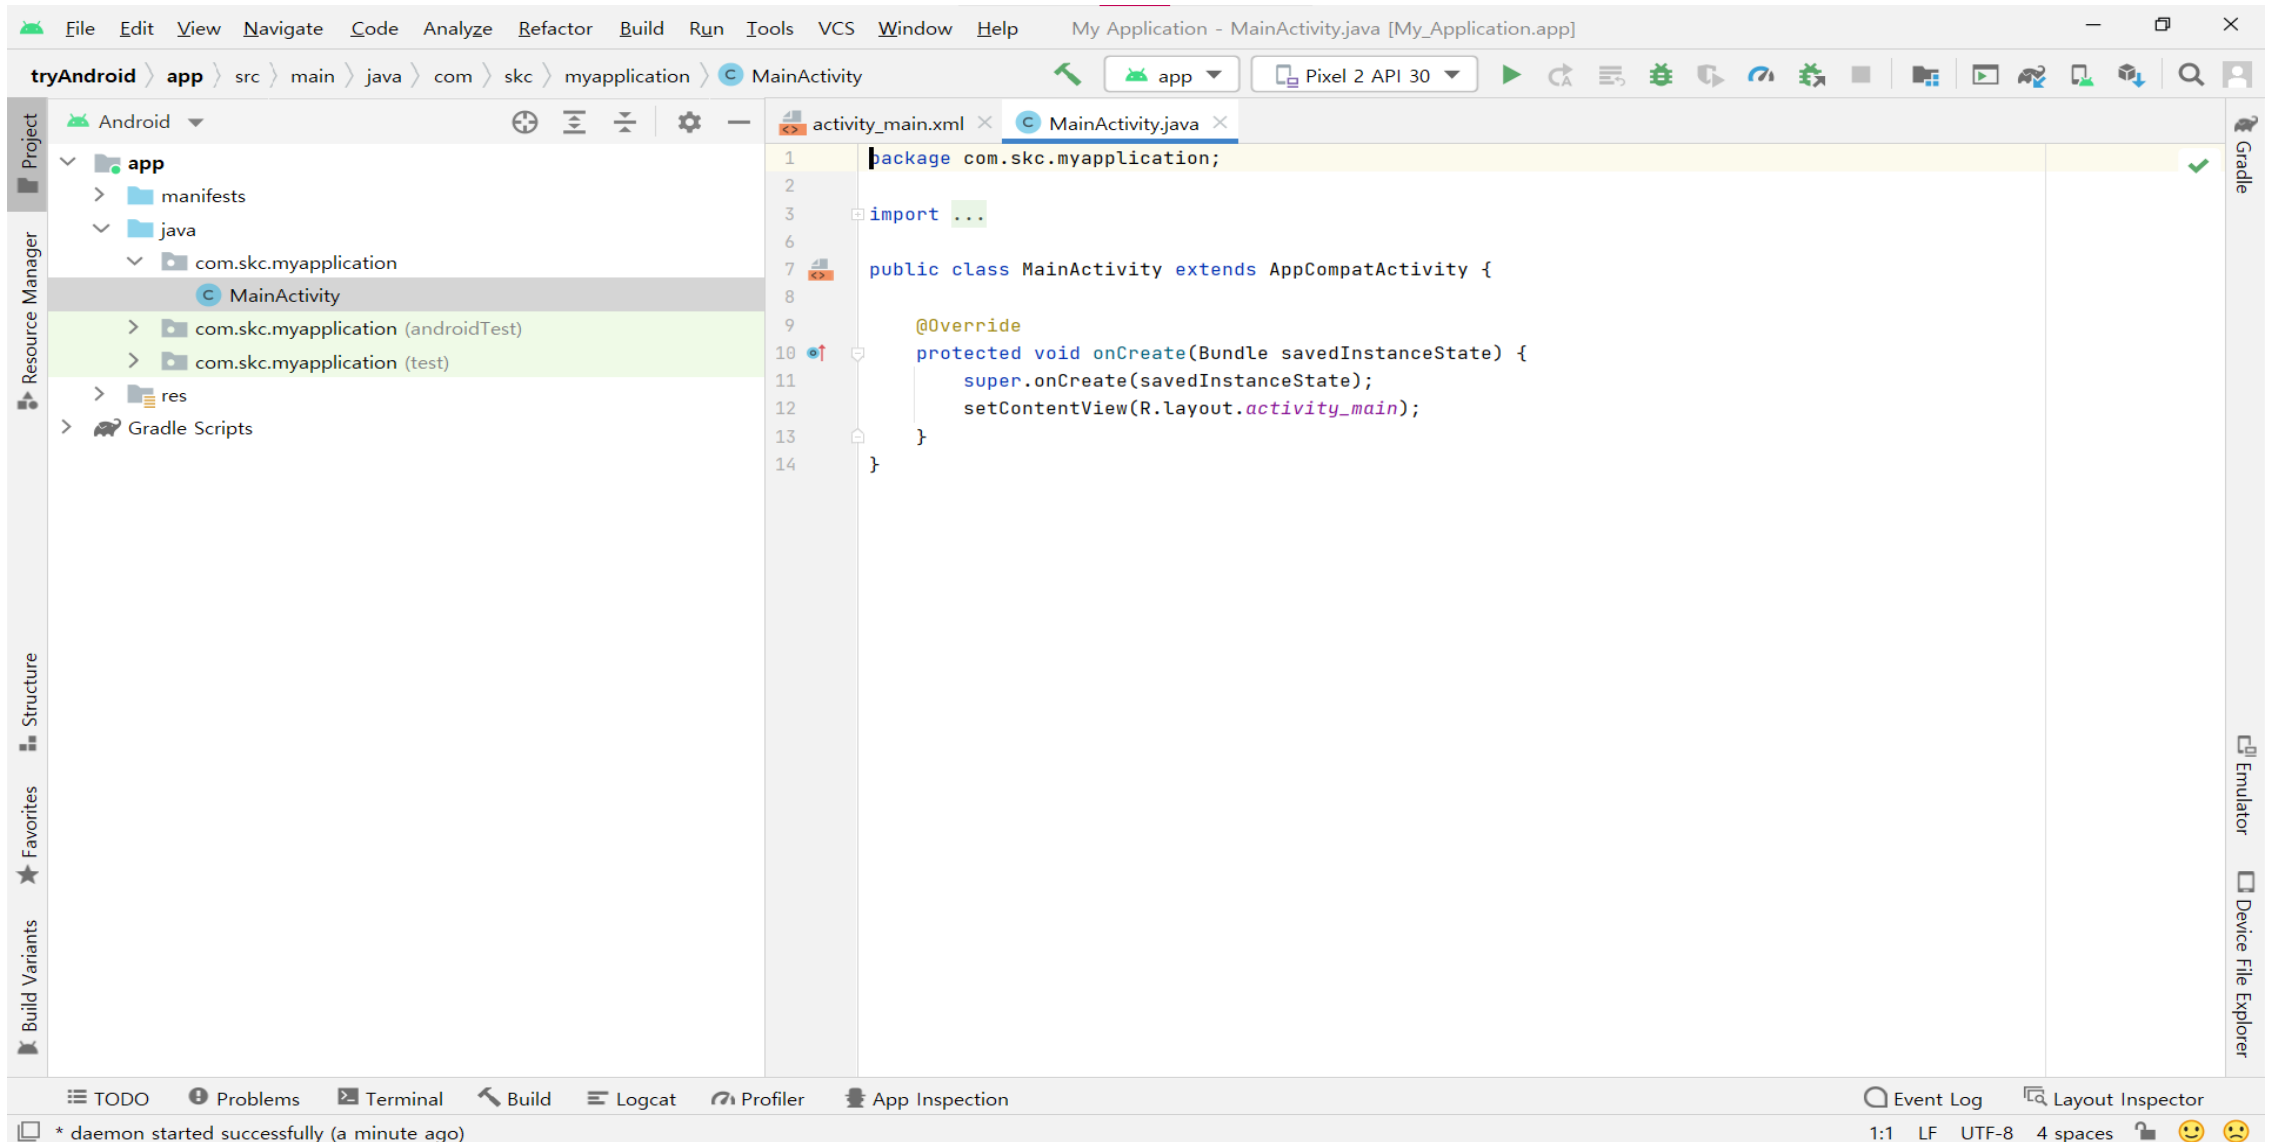 File Edit View Navigate Code Analyze Refactor Build Run Tools VCS Window Help My Application - MainActivity.java [My_Application.app]
tryAndroid app src main java com skc myapplication MainActivity app Pixel 2 API 30
Project
Resource Manager
Structure
Favorites
Build Variants
Android
app
manifests
java
com.skc.myapplication
MainActivity
com.skc.myapplication (androidTest)
com.skc.myapplication (test)
res
Gradle Scripts
activity_main.xml MainActivity.java
1 package com.skc.myapplication;
2
3 import ...
6
7 public class MainActivity extends AppCompatActivity {
8
9 @Override
10 protected void onCreate(Bundle savedInstanceState) {
11 super.onCreate(savedInstanceState);
12 setContentView(R.layout.activity_main);
13 }
14 }
Gradle
Emulator
Device File Explorer
TODO Problems Terminal Build Logcat Profiler App Inspection Event Log Layout Inspector
* daemon started successfully (a minute ago) 1:1 LF UTF-8 4 spaces